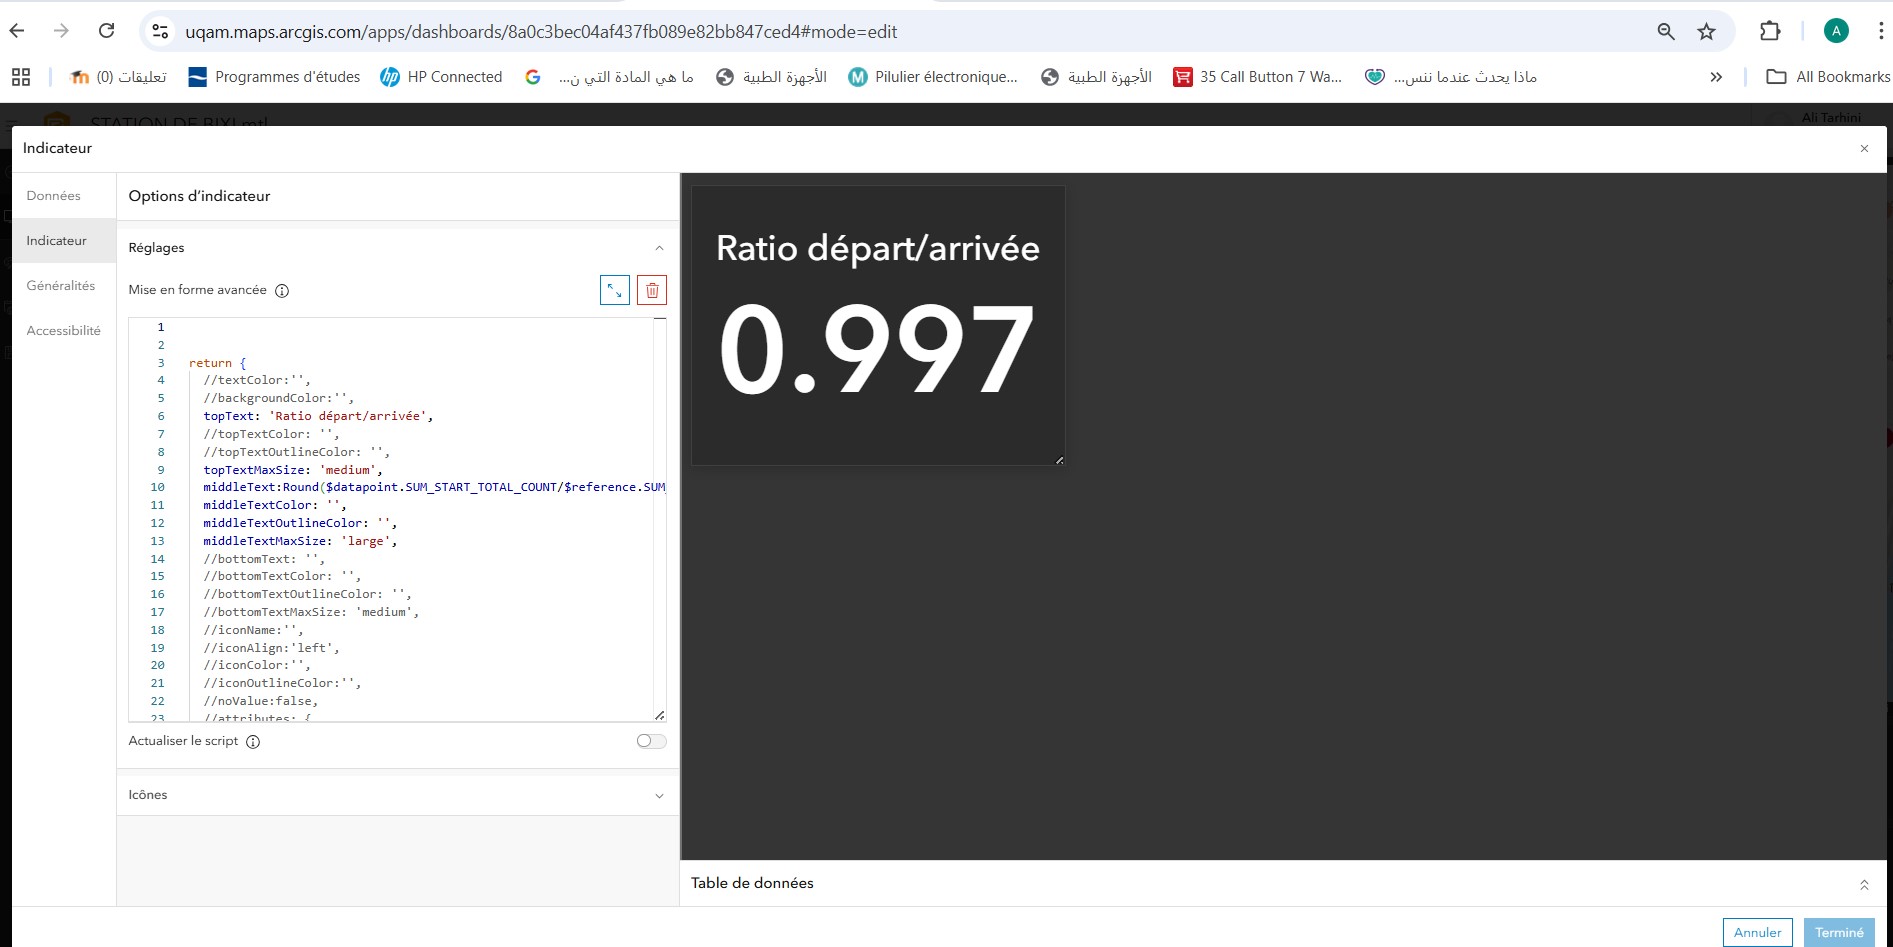 uqam.maps.arcgis.com/apps/dashboards/8a0c3bec04af437fb089e82bb847ced4#mode=edit
A
تعليقات (0)
Programmes d'études
HP Connected
ما هي المادة التي ن...
الأجهزة الطبية
Pilulier électronique...
الأجهزة الطبية
35 Call Button 7 Wa...
ماذا يحدث عندما ننس...
All Bookmarks
STATION DE BIXI mtl
Ali Tarhini
Indicateur
Données
Indicateur
Généralités
Accessibilité
Options d’indicateur
Réglages
Mise en forme avancée
1
2
3 return {
4 //textColor:'',
5 //backgroundColor:'',
6 topText: 'Ratio départ/arrivée',
7 //topTextColor: '',
8 //topTextOutlineColor: '',
9 topTextMaxSize: 'medium',
10 middleText:Round($datapoint.SUM_START_TOTAL_COUNT/$reference.SUM_
11 middleTextColor: '',
12 middleTextOutlineColor: '',
13 middleTextMaxSize: 'large',
14 //bottomText: '',
15 //bottomTextColor: '',
16 //bottomTextOutlineColor: '',
17 //bottomTextMaxSize: 'medium',
18 //iconName:'',
19 //iconAlign:'left',
20 //iconColor:'',
21 //iconOutlineColor:'',
22 //noValue:false,
23 //attributes: {
Actualiser le script
Icônes
Ratio départ/arrivée
0.997
Table de données
Annuler
Terminé